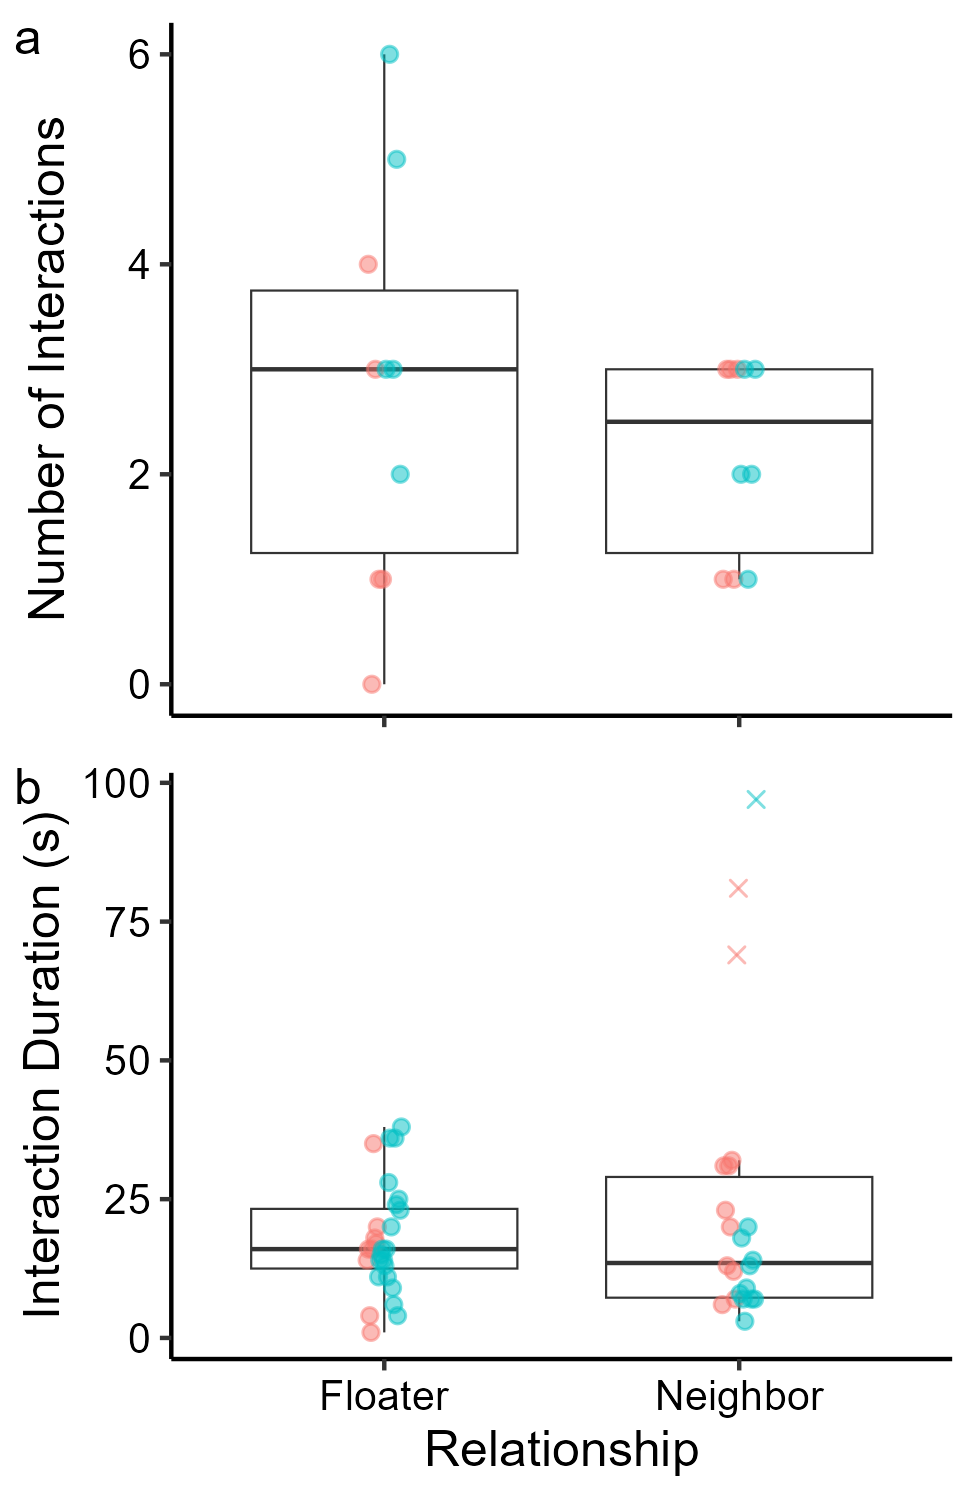 a
Number of Interactions
6
4
2
0
b
Interaction Duration (s)
100
75
50
25
0
Floater
Neighbor
Relationship